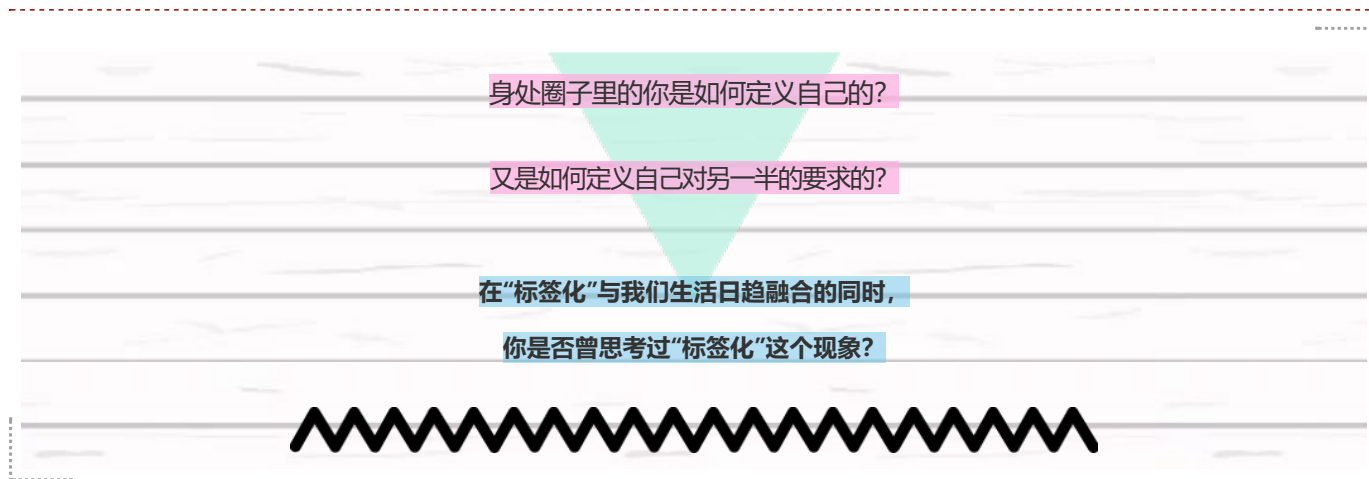 身处圈子里的你是如何定义自己的?
又是如何定义自己对另一半的要求的?
在“标签化”与我们生活日趋融合的同时，
你是否曾思考过“标签化”这个现象?